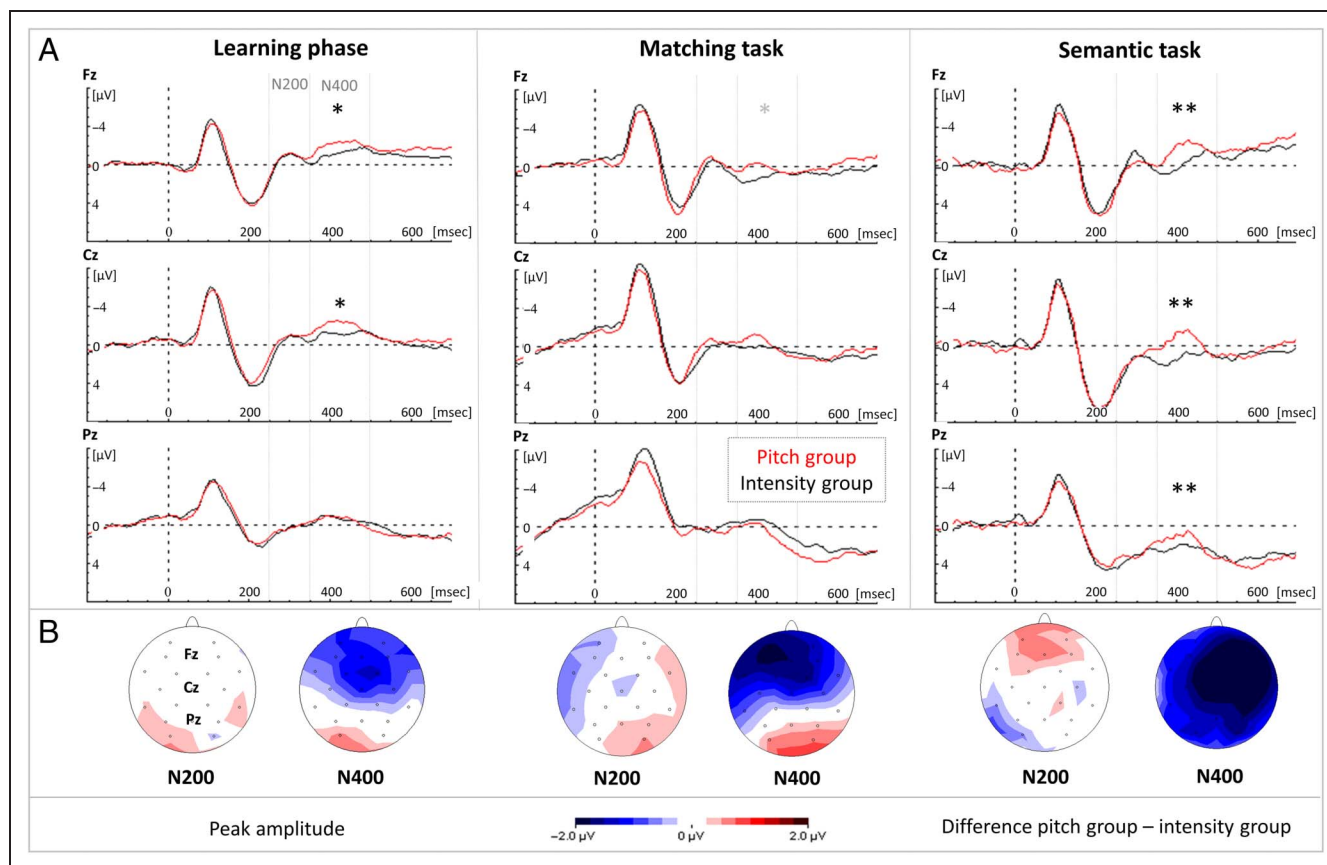 A
Learning phase
Matching task
Semantic task
Fz
[µV]
N200
N400
*
−4
0
4
0
200
400
600
[msec]
Cz
[µV]
*
−4
0
4
0
200
400
600
[msec]
Pz
[µV]
−4
0
4
0
200
400
600
[msec]
Fz
[µV]
*
−4
0
4
0
200
400
600
[msec]
Cz
[µV]
−4
0
4
0
200
400
600
[msec]
Pz
[µV]
Pitch group
Intensity group
−4
0
4
0
200
400
600
[msec]
Fz
[µV]
**
−4
0
4
0
200
400
600
[msec]
Cz
[µV]
**
−4
0
4
0
200
400
600
[msec]
Pz
[µV]
**
−4
0
4
0
200
400
600
[msec]
B
Fz
Cz
Pz
N200
N400
N200
N400
N200
N400
Peak amplitude
−2.0 µV
0 µV
2.0 µV
Difference pitch group – intensity group